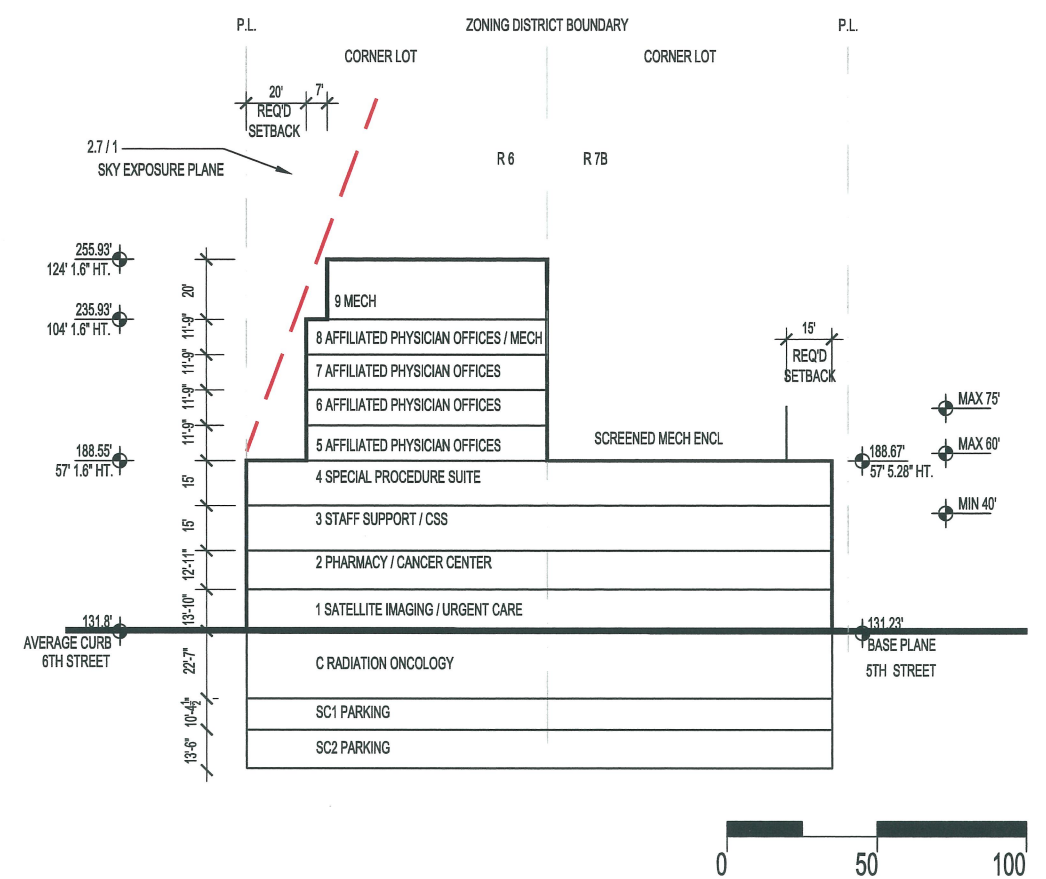 P.L.
ZONING DISTRICT BOUNDARY
P.L.
CORNER LOT
CORNER LOT
20'
7'
REQ'D
SETBACK
2.7 / 1
SKY EXPOSURE PLANE
R 6
R 7B
255.93'
124' 1.6" HT.
20'
9 MECH
235.93'
104' 1.6" HT.
11'-9"
8 AFFILIATED PHYSICIAN OFFICES / MECH
11'-9"
7 AFFILIATED PHYSICIAN OFFICES
11'-9"
6 AFFILIATED PHYSICIAN OFFICES
11'-9"
5 AFFILIATED PHYSICIAN OFFICES
15'
REQ'D
SETBACK
SCREENED MECH ENCL
MAX 75'
MAX 60'
MIN 40'
188.55'
57' 1.6" HT.
188.67'
57' 5.28" HT.
15'
4 SPECIAL PROCEDURE SUITE
15'
3 STAFF SUPPORT / CSS
12'-11"
2 PHARMACY / CANCER CENTER
13'-10"
1 SATELLITE IMAGING / URGENT CARE
131.8'
AVERAGE CURB
6TH STREET
131.23'
BASE PLANE
5TH STREET
22'-7"
C RADIATION ONCOLOGY
10'-4½"
SC1 PARKING
13'-6"
SC2 PARKING
0
50
100